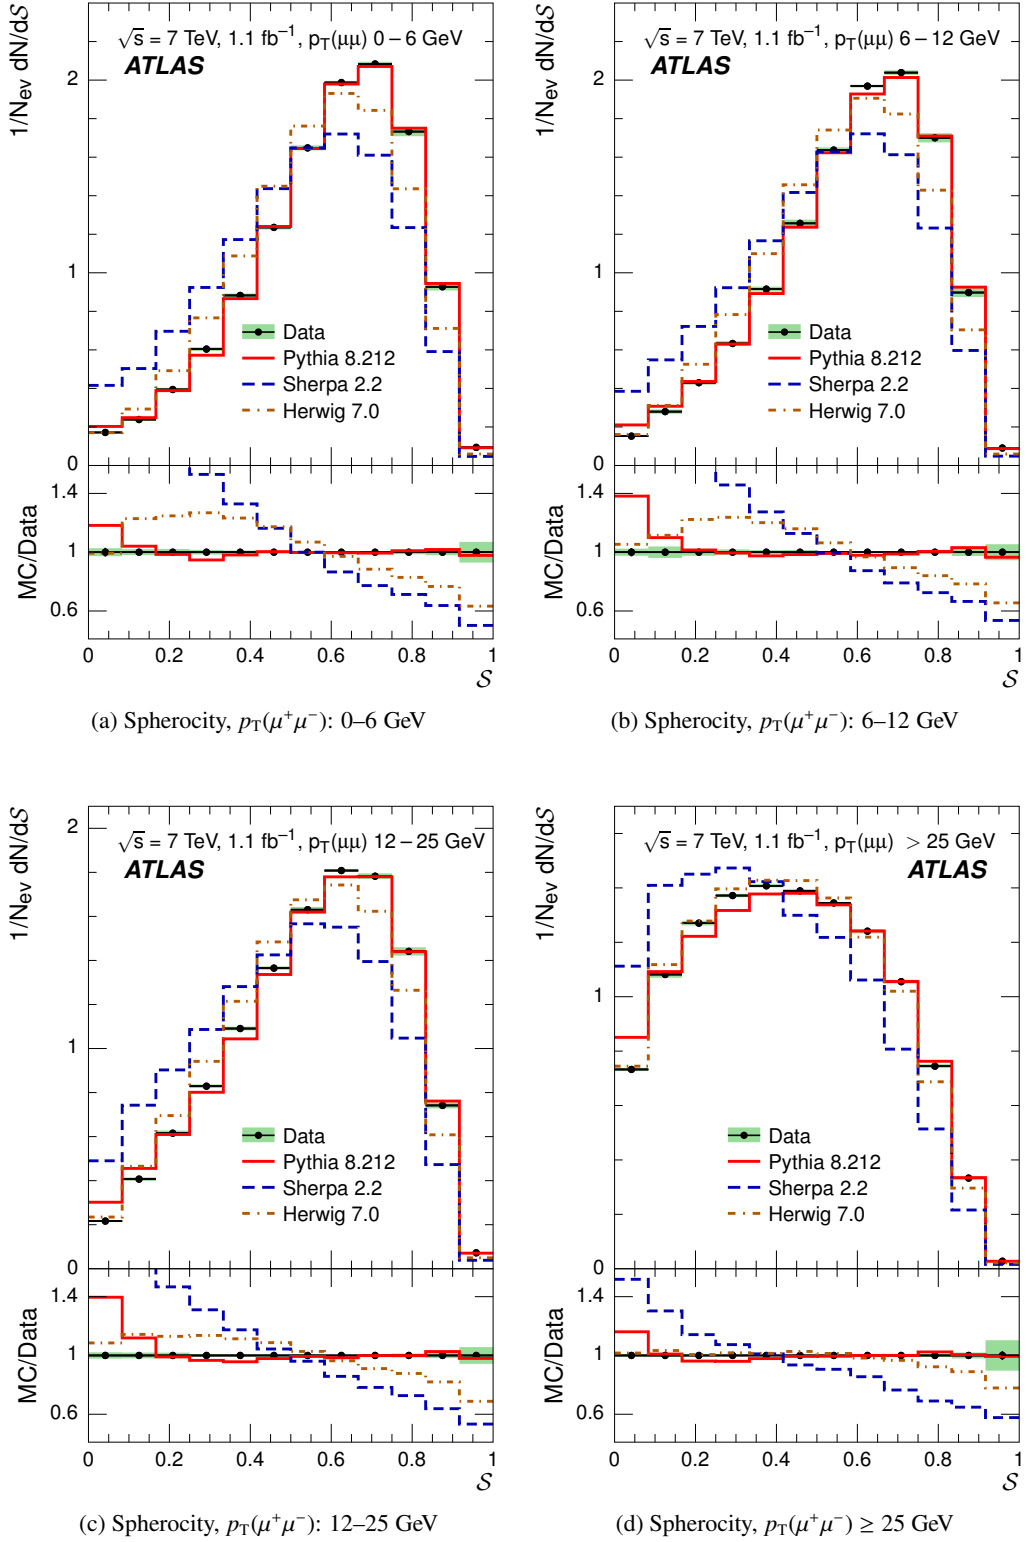 1/N_ev dN/dS
√s = 7 TeV, 1.1 fb⁻¹, p_T(μμ) 0−6 GeV
ATLAS
2
1
0
Data
Pythia 8.212
Sherpa 2.2
Herwig 7.0
MC/Data
1.4
1
0.6
0 0.2 0.4 0.6 0.8 1
S
(a) Spherocity, p_T(μ⁺μ⁻): 0–6 GeV
1/N_ev dN/dS
√s = 7 TeV, 1.1 fb⁻¹, p_T(μμ) 6−12 GeV
ATLAS
2
1
0
Data
Pythia 8.212
Sherpa 2.2
Herwig 7.0
MC/Data
1.4
1
0.6
0 0.2 0.4 0.6 0.8 1
S
(b) Spherocity, p_T(μ⁺μ⁻): 6–12 GeV
1/N_ev dN/dS
√s = 7 TeV, 1.1 fb⁻¹, p_T(μμ) 12−25 GeV
ATLAS
2
1
0
Data
Pythia 8.212
Sherpa 2.2
Herwig 7.0
MC/Data
1.4
1
0.6
0 0.2 0.4 0.6 0.8 1
S
(c) Spherocity, p_T(μ⁺μ⁻): 12–25 GeV
1/N_ev dN/dS
√s = 7 TeV, 1.1 fb⁻¹, p_T(μμ) > 25 GeV
ATLAS
1
0
Data
Pythia 8.212
Sherpa 2.2
Herwig 7.0
MC/Data
1.4
1
0.6
0 0.2 0.4 0.6 0.8 1
S
(d) Spherocity, p_T(μ⁺μ⁻) ≥ 25 GeV